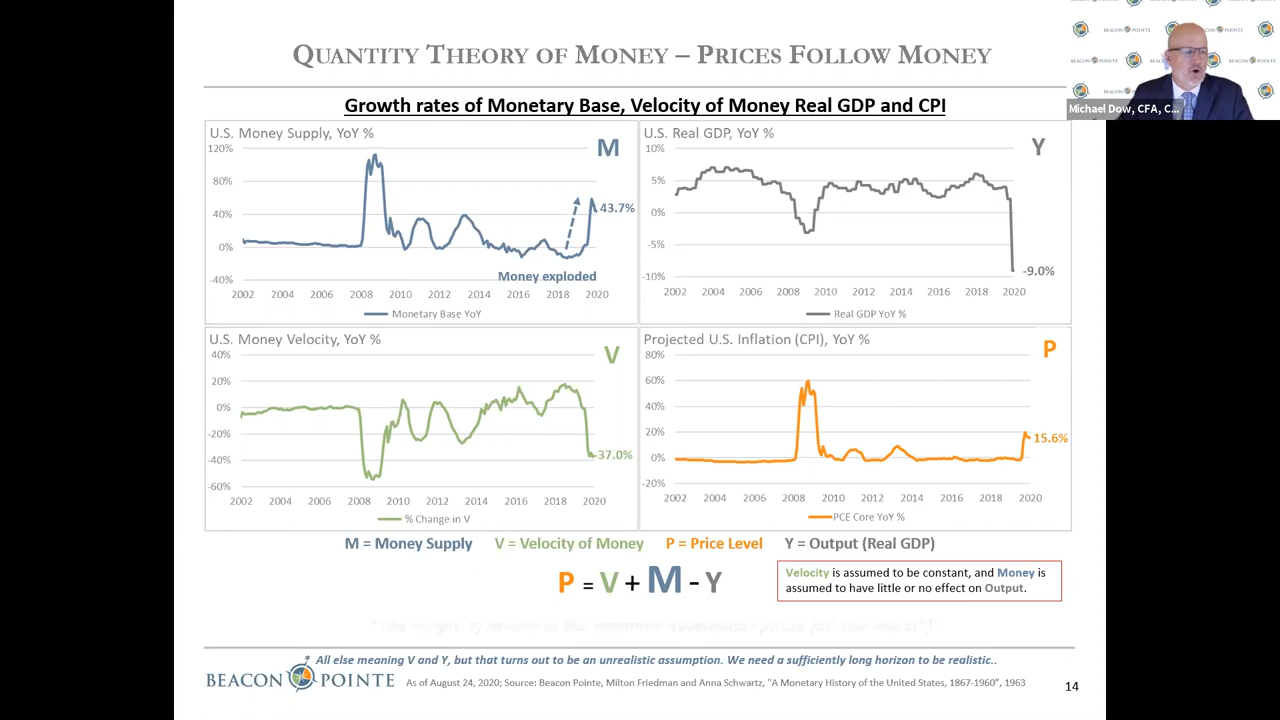 QUANTITY THEORY OF MONEY – PRICES FOLLOW MONEY
BEACON POINTE
BEACON POINTE
BEACON POINTE
Michael Dow, CFA, C...
Growth rates of Monetary Base, Velocity of Money Real GDP and CPI
U.S. Money Supply, YoY %
M
120%
80%
40%
0%
-40%
43.7%
Money exploded
2002 2004 2006 2008 2010 2012 2014 2016 2018 2020
Monetary Base YoY
U.S. Real GDP, YoY %
Y
10%
5%
0%
-5%
-10%
-9.0%
2002 2004 2006 2008 2010 2012 2014 2016 2018 2020
Real GDP YoY %
U.S. Money Velocity, YoY %
V
40%
20%
0%
-20%
-40%
-60%
-37.0%
2002 2004 2006 2008 2010 2012 2014 2016 2018 2020
% Change in V
Projected U.S. Inflation (CPI), YoY %
P
80%
60%
40%
20%
0%
-20%
15.6%
2002 2004 2006 2008 2010 2012 2014 2016 2018 2020
PCE Core YoY %
M = Money Supply V = Velocity of Money P = Price Level Y = Output (Real GDP)
P = V + M - Y
Velocity is assumed to be constant, and Money is
assumed to have little or no effect on Output.
* All else meaning V and Y, but that turns out to be an unrealistic assumption. We need a sufficiently long horizon to be realistic..
BEACON POINTE
As of August 24, 2020; Source: Beacon Pointe, Milton Friedman and Anna Schwartz, "A Monetary History of the United States, 1867-1960", 1963
14